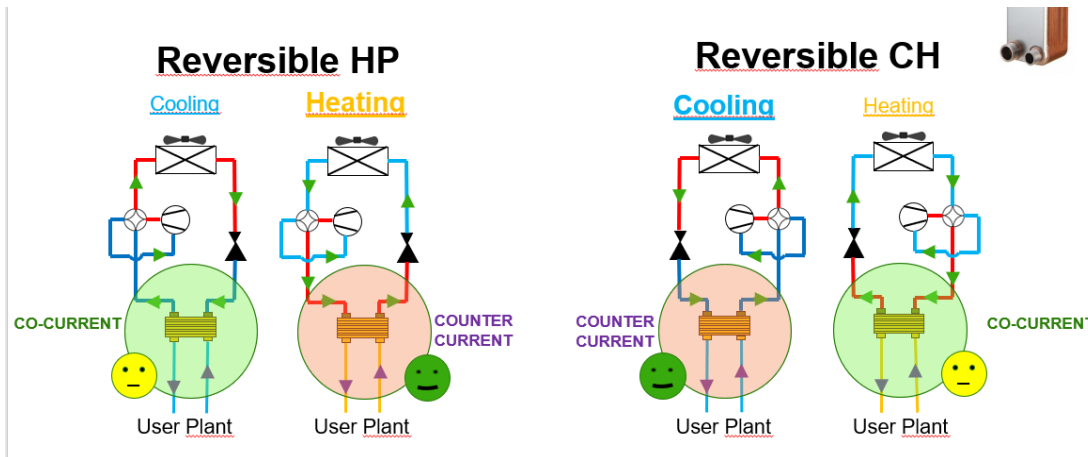 Reversible HP
Cooling
Heating
CO-CURRENT
COUNTER
CURRENT
User Plant
User Plant
Reversible CH
Cooling
Heating
COUNTER
CURRENT
CO-CURRENT
User Plant
User Plant